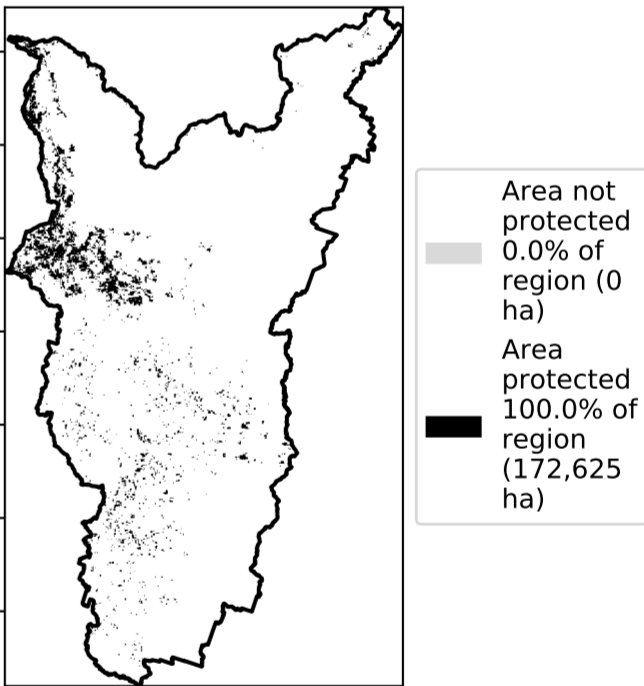 Area not
protected
0.0% of
region (0
ha)
Area
protected
100.0% of
region
(172,625
ha)